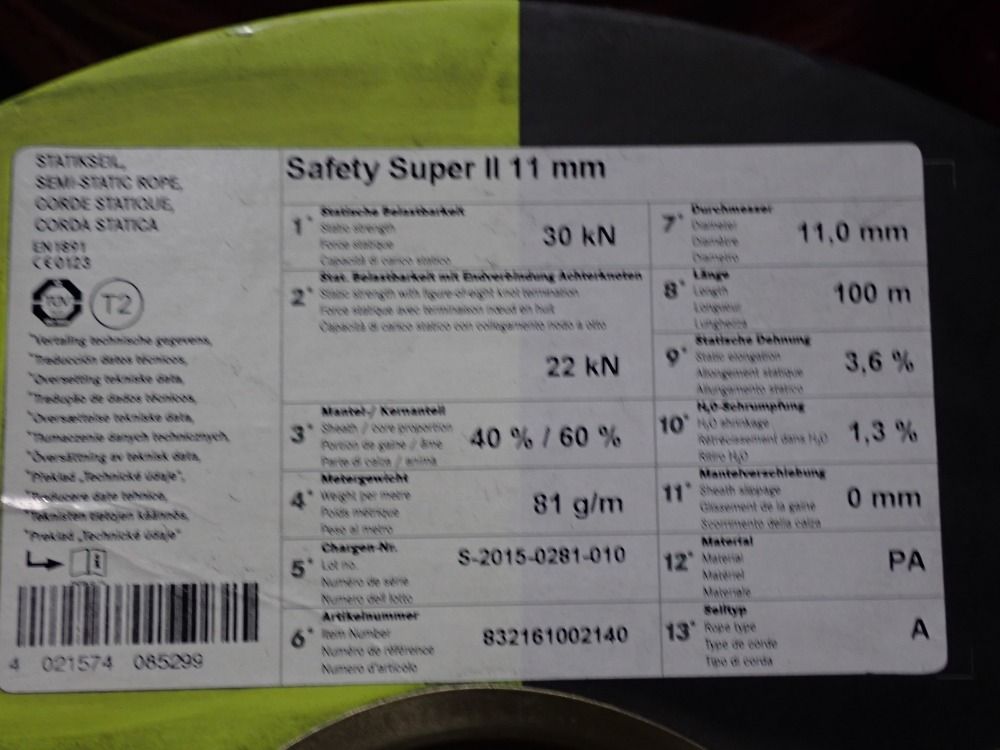 STATIKSEIL,
SEMI-STATIC ROPE,
CORDE STATIQUE,
CORDA STATICA
EN 1891
CE 0123
TÜV
T2
*Vertaling technische gegevens,
*Traducción datos técnicos,
*Oversetting tekniske data,
*Tradução de dados técnicos,
*Oversættelse tekniske data,
*Tłumaczenie danych technicznych,
*Översättning av teknisk data,
*Překlad „Technické údaje“,
*Traducere date tehnice,
*Teknisten tietojen käännös,
*Preklad „Technické údaje“
i
4 021574 085299
Safety Super II 11 mm
1*
Statische Belastbarkeit
Static strength
Force statique
Capacità di carico statico
30 kN
2*
Stat. Belastbarkeit mit Endverbindung Achterknoten
Static strength with figure-of-eight knot termination
Force statique avec terminaison nœud en huit
Capacità di carico statico con collegamento nodo a otto
22 kN
3*
Mantel-/ Kernanteil
Sheath / core proportion
Portion de gaine / âme
Parte di calza / anima
40 % / 60 %
4*
Metergewicht
Weight per metre
Poids métrique
Peso al metro
81 g/m
5*
Chargen-Nr.
Lot no.
Numéro de série
Numero dell lotto
S-2015-0281-010
6*
Artikelnummer
Item Number
Numéro de référence
Numero d'articolo
832161002140
7*
Durchmesser
Diameter
Diamètre
Diametro
11,0 mm
8*
Länge
Length
Longueur
Lunghezza
100 m
9*
Statische Dehnung
Static elongation
Allongement statique
Allungamento statico
3,6 %
10*
H₂O-Schrumpfung
H₂O shrinkage
Rétrécissement dans H₂O
Ritiro H₂O
1,3 %
11*
Mantelverschiebung
Sheath slippage
Glissement de la gaine
Scorrimento della calza
0 mm
12*
Material
Material
Matériel
Materiale
PA
13*
Seiltyp
Rope type
Type de corde
Tipo di corda
A